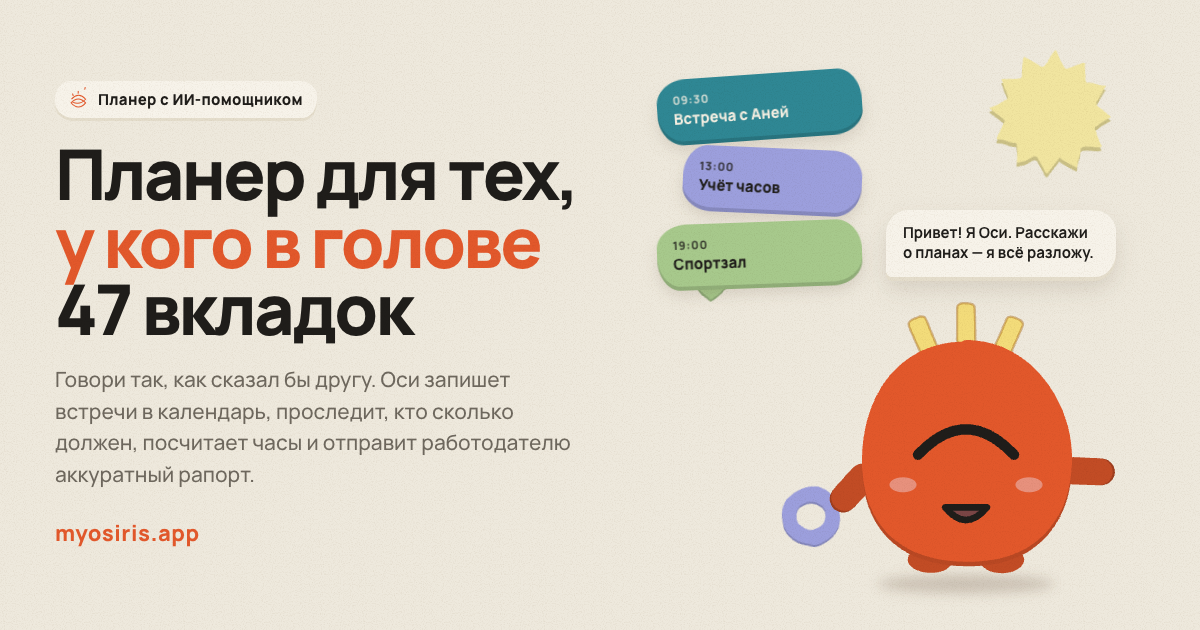 Планер с ИИ-помощником
Планер для тех,
у кого в голове
47 вкладок
Говори так, как сказал бы другу. Оси запишет
встречи в календарь, проследит, кто сколько
должен, посчитает часы и отправит работодателю
аккуратный рапорт.
myosiris.app
09:30
Встреча с Аней
13:00
Учёт часов
19:00
Спортзал
Привет! Я Оси. Расскажи
о планах — я всё разложу.